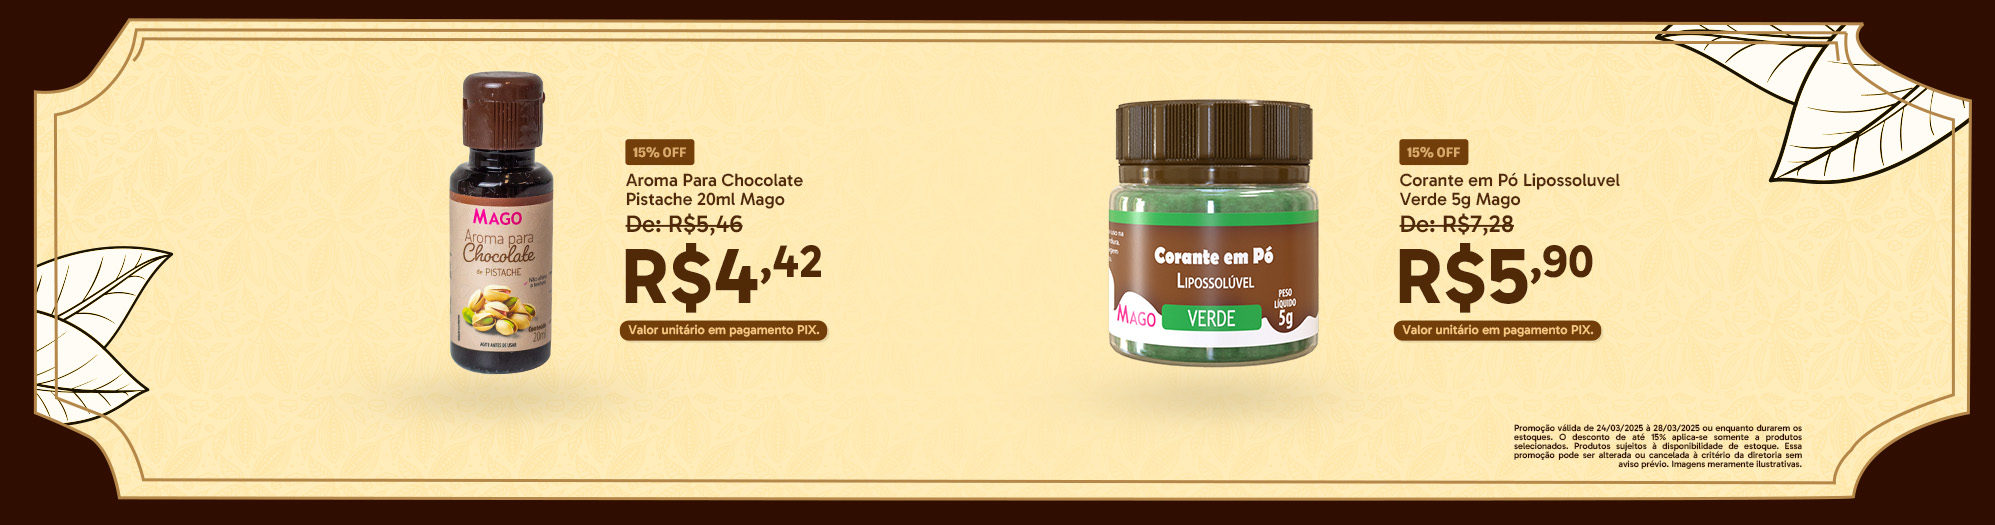 15% OFF
Aroma Para Chocolate
Pistache 20ml Mago
De: R$5,46
R$4,42
Valor unitário em pagamento PIX.
MAGO
Aroma para
Chocolate
de PISTACHE
20ml
AGITE ANTES DE USAR
15% OFF
Corante em Pó Lipossoluvel
Verde 5g Mago
De: R$7,28
R$5,90
Valor unitário em pagamento PIX.
Corante em Pó
LIPOSSOLÚVEL
PESO
LÍQUIDO
5g
MAGO
VERDE
Promoção válida de 24/03/2025 à 28/03/2025 ou enquanto durarem os
estoques. O desconto de até 15% aplica-se somente a produtos
selecionados. Produtos sujeitos à disponibilidade de estoque. Essa
promoção pode ser alterada ou cancelada à critério da diretoria sem
aviso prévio. Imagens meramente ilustrativas.